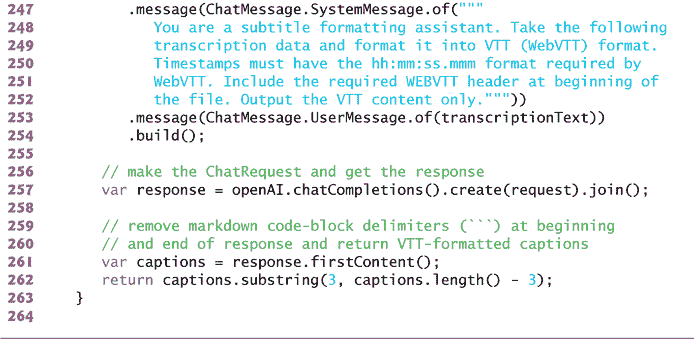 247 .message(ChatMessage.SystemMessage.of("""
248 You are a subtitle formatting assistant. Take the following
249 transcription data and format it into VTT (WebVTT) format.
250 Timestamps must have the hh:mm:ss.mmm format required by
251 WebVTT. Include the required WEBVTT header at beginning of
252 the file. Output the VTT content only."""))
253 .message(ChatMessage.UserMessage.of(transcriptionText))
254 .build();
255
256 // make the ChatRequest and get the response
257 var response = openAI.chatCompletions().create(request).join();
258
259 // remove markdown code-block delimiters (```) at beginning
260 // and end of response and return VTT-formatted captions
261 var captions = response.firstContent();
262 return captions.substring(3, captions.length() - 3);
263 }
264